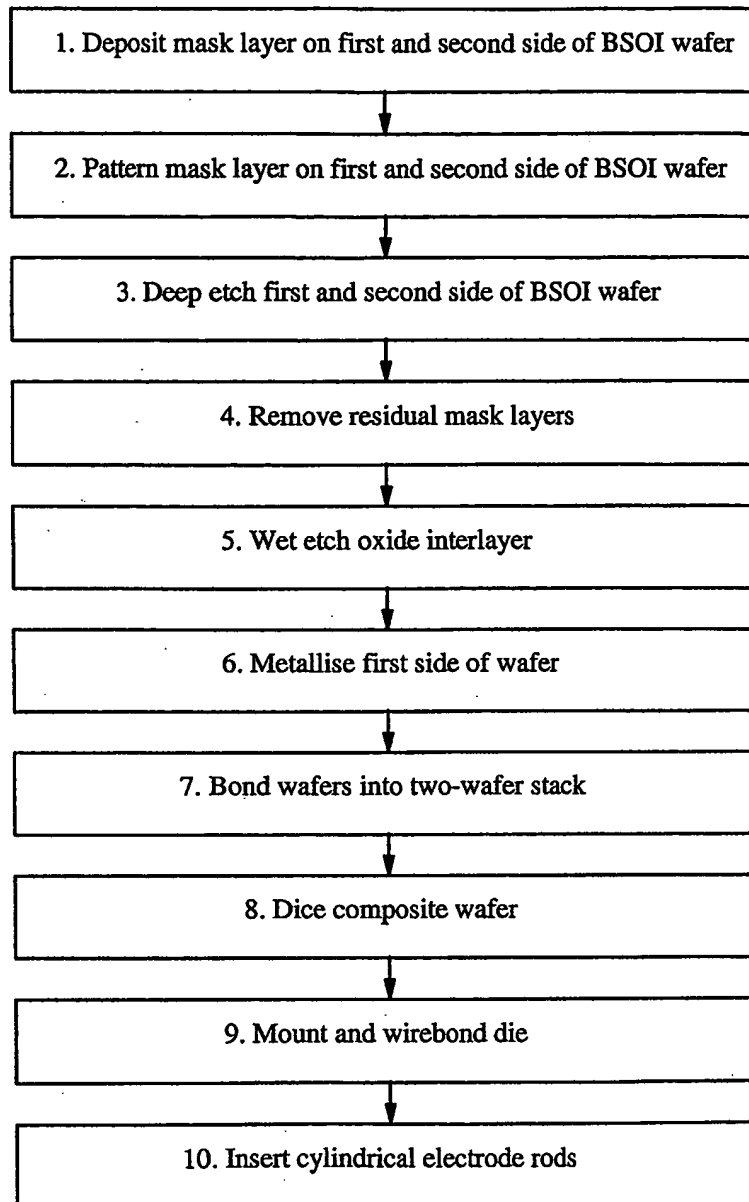 1. Deposit mask layer on first and second side of BSOI wafer
2. Pattern mask layer on first and second side of BSOI wafer
3. Deep etch first and second side of BSOI wafer
4. Remove residual mask layers
5. Wet etch oxide interlayer
6. Metallise first side of wafer
7. Bond wafers into two-wafer stack
8. Dice composite wafer
9. Mount and wirebond die
10. Insert cylindrical electrode rods